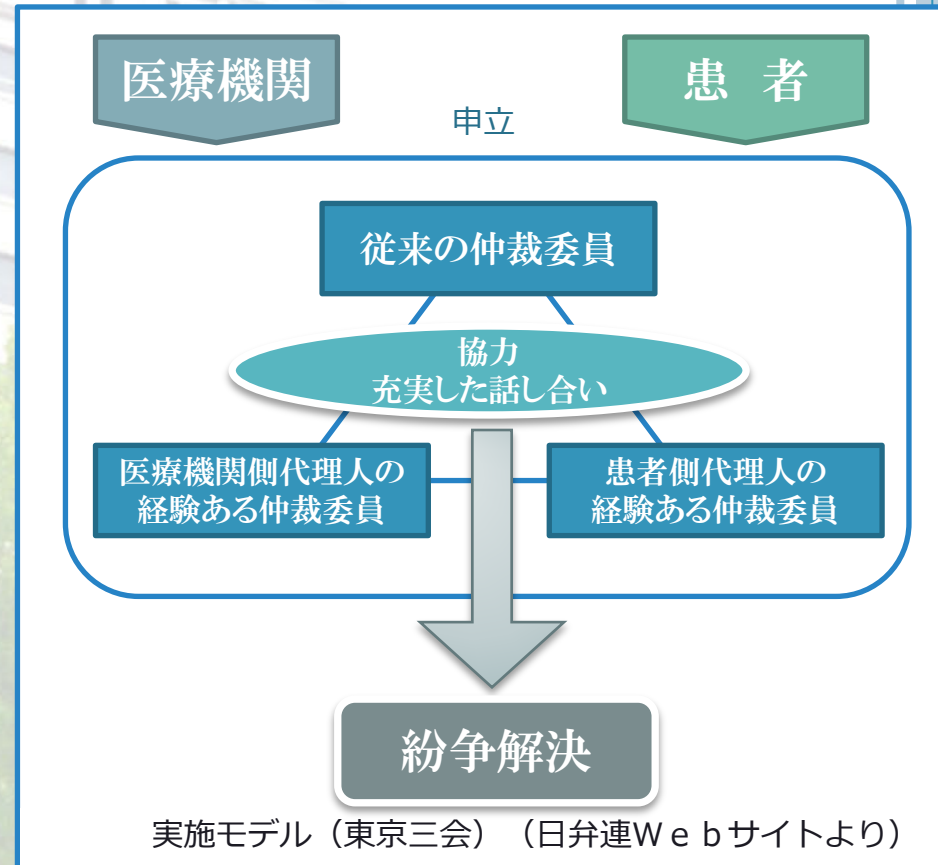 医療機関
患 者
申立
従来の仲裁委員
協力
充実した話し合い
医療機関側代理人の
経験ある仲裁委員
患者側代理人の
経験ある仲裁委員
紛争解決
実施モデル（東京三会）（日弁連Ｗｅｂサイトより）